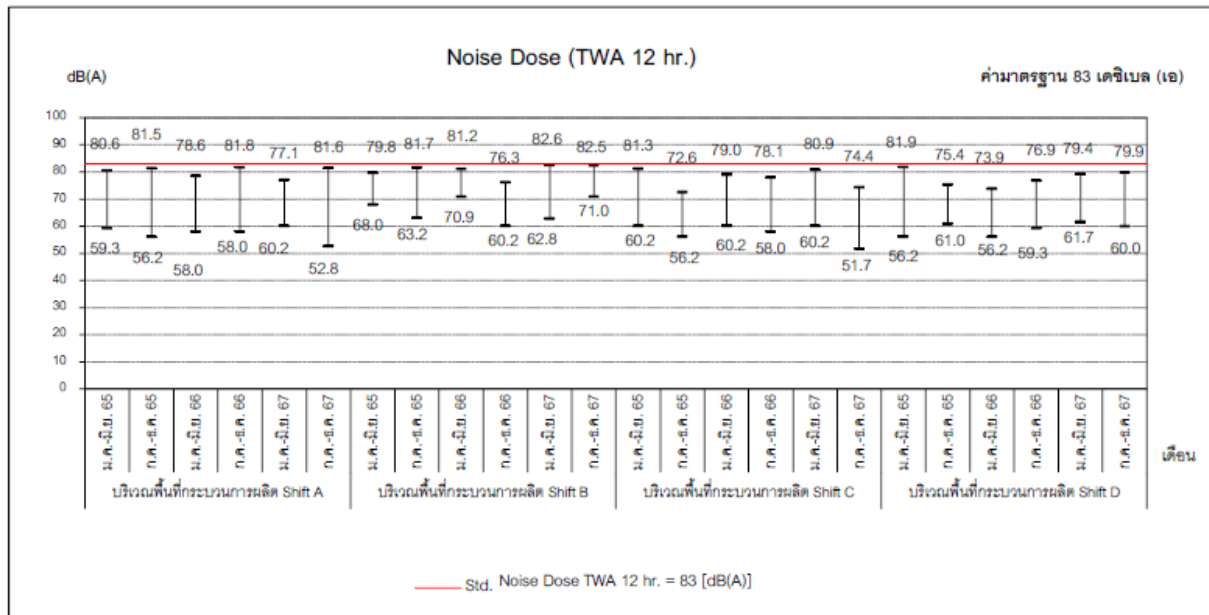 Noise Dose (TWA 12 hr.)
dB(A)
ค่ามาตรฐาน 83 เดซิเบล (เอ)
100
90
80
70
60
50
40
30
20
10
0
80.6 81.5 78.6 81.8 77.1 81.6 79.8 81.7 81.2 76.3 82.6 82.5 81.3 72.6 79.0 78.1 80.9 74.4 81.9 75.4 73.9 76.9 79.4 79.9
59.3 56.2 58.0 58.0 60.2 52.8 68.0 63.2 70.9 60.2 62.8 71.0 60.2 56.2 60.2 58.0 60.2 51.7 56.2 61.0 56.2 59.3 61.7 60.0
ม.ค.-มิ.ย. 65
ก.ค.-ธ.ค. 65
ม.ค.-มิ.ย. 66
ก.ค.-ธ.ค. 66
ม.ค.-มิ.ย. 67
ก.ค.-ธ.ค. 67
ม.ค.-มิ.ย. 65
ก.ค.-ธ.ค. 65
ม.ค.-มิ.ย. 66
ก.ค.-ธ.ค. 66
ม.ค.-มิ.ย. 67
ก.ค.-ธ.ค. 67
ม.ค.-มิ.ย. 65
ก.ค.-ธ.ค. 65
ม.ค.-มิ.ย. 66
ก.ค.-ธ.ค. 66
ม.ค.-มิ.ย. 67
ก.ค.-ธ.ค. 67
ม.ค.-มิ.ย. 65
ก.ค.-ธ.ค. 65
ม.ค.-มิ.ย. 66
ก.ค.-ธ.ค. 66
ม.ค.-มิ.ย. 67
ก.ค.-ธ.ค. 67
เดือน
บริเวณพื้นที่กระบวนการผลิต Shift A
บริเวณพื้นที่กระบวนการผลิต Shift B
บริเวณพื้นที่กระบวนการผลิต Shift C
บริเวณพื้นที่กระบวนการผลิต Shift D
Std. Noise Dose TWA 12 hr. = 83 [dB(A)]